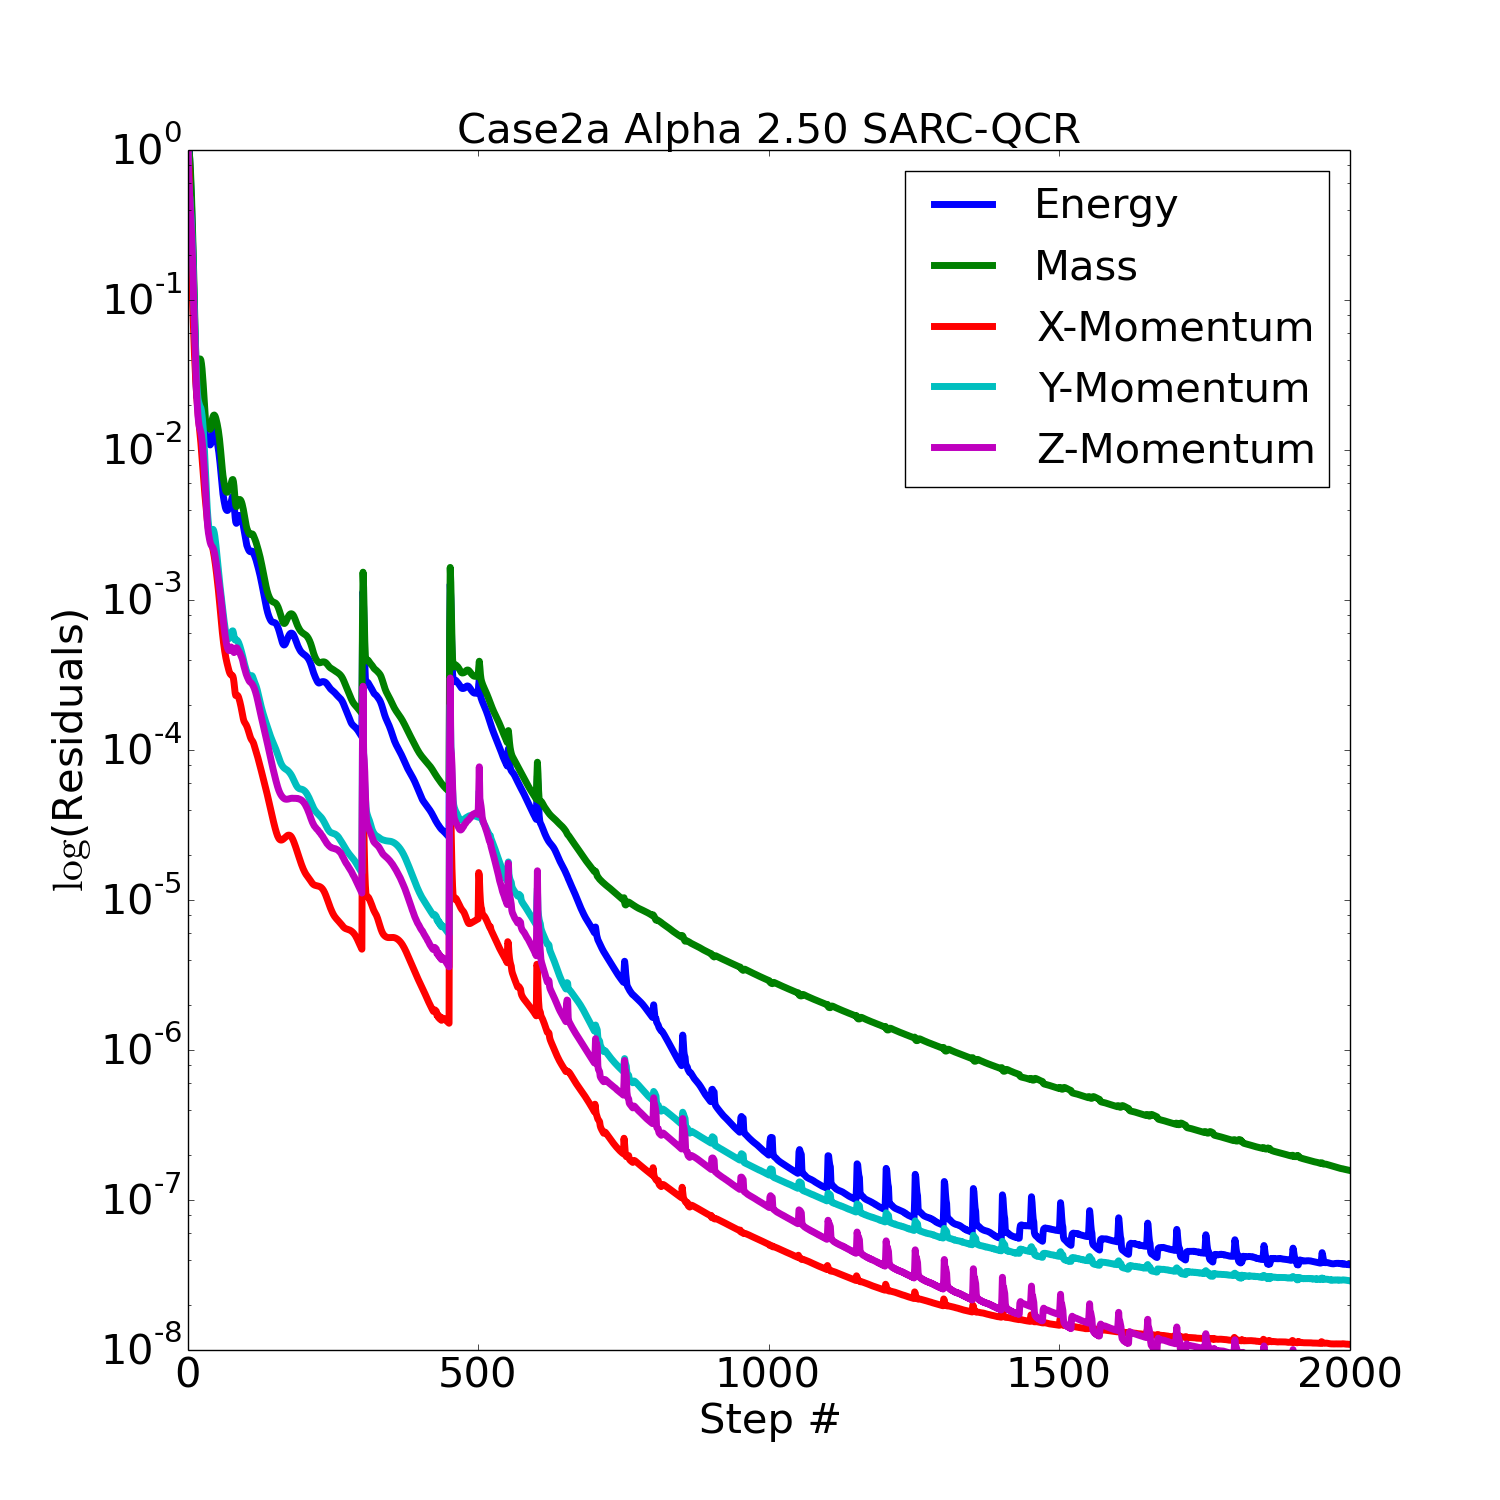 Case2a Alpha 2.50 SARC-QCR
10^0
10^-1
10^-2
10^-3
10^-4
10^-5
10^-6
10^-7
10^-8
log(Residuals)
Energy
Mass
X-Momentum
Y-Momentum
Z-Momentum
0 500 1000 1500 2000
Step #